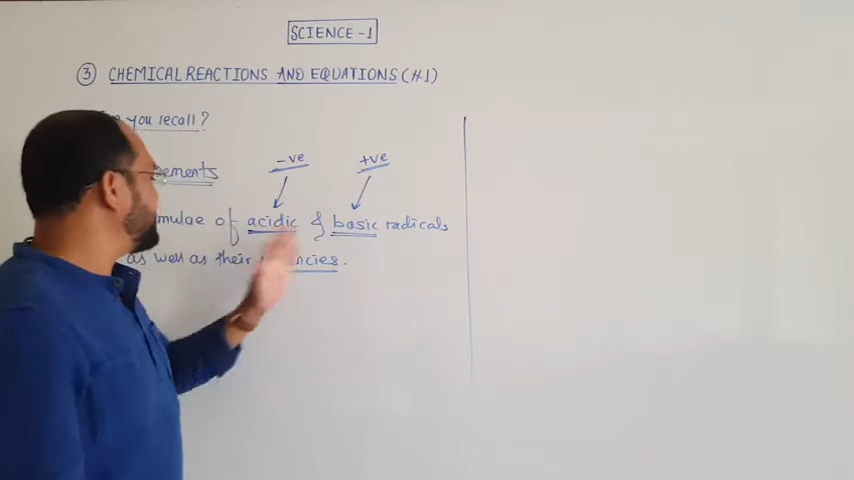 SCIENCE-1
③ CHEMICAL REACTIONS AND EQUATIONS (#1)
you recall?
-ve +ve
of acidic & basic radicals
as well as their